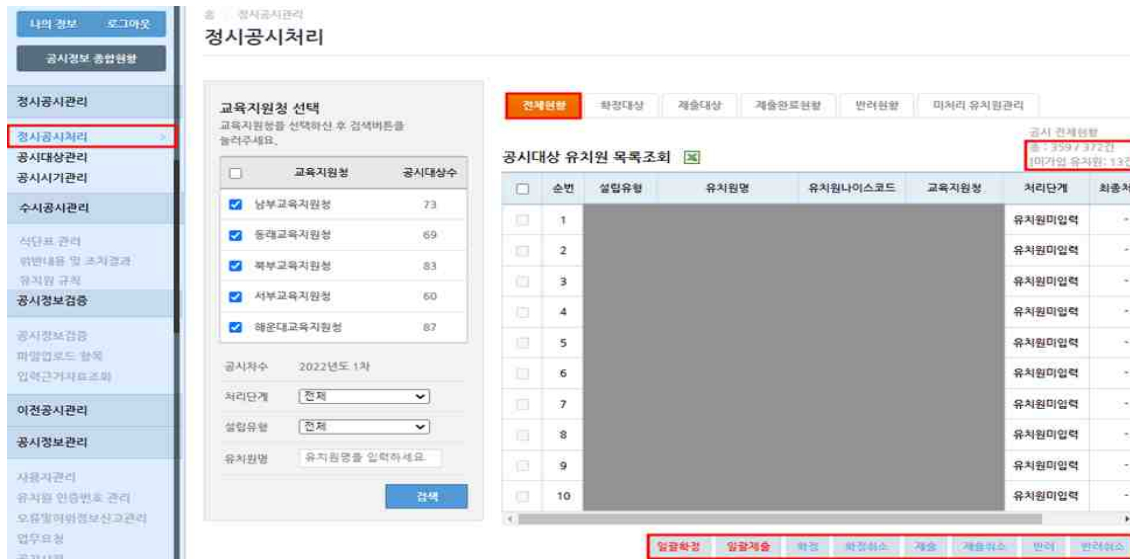 나의 정보 로그아웃
공시정보 종합현황
정시공시관리
정시공시처리 >
공시대상관리
공시시기관리
수시공시관리
식단표 관리
위반내용 및 조치결과
유치원 규칙
공시정보검증
공시정보검증
파일업로드 항목
입력근거자료조회
이전공시관리
공시정보관리
사용자관리
유치원 인증번호 관리
오류및허위정보신고관리
업무요청
홈 정시공시관리
정시공시처리
교육지원청 선택
교육지원청을 선택하신 후 검색버튼을
눌러주세요.
교육지원청 공시대상수
남부교육지원청 73
동래교육지원청 69
북부교육지원청 83
서부교육지원청 60
해운대교육지원청 87
공시차수 2022년도 1차
처리단계 전체
설립유형 전체
유치원명 유치원명을 입력하세요.
검색
전체현황 확정대상 제출대상 제출완료현황 반려현황 미처리 유치원관리
공시 전체현황
총 : 359 / 372건
공시대상 유치원 목록조회
(미가입 유치원: 13건
순번 설립유형 유치원명 유치원나이스코드 교육지원청 처리단계 최종처
1 유치원미입력 -
2 유치원미입력 -
3 유치원미입력 -
4 유치원미입력 -
5 유치원미입력 -
6 유치원미입력 -
7 유치원미입력 -
8 유치원미입력 -
9 유치원미입력 -
10 유치원미입력 -
일괄확정 일괄제출 확정 확정취소 제출 제출취소 반려 반려취소